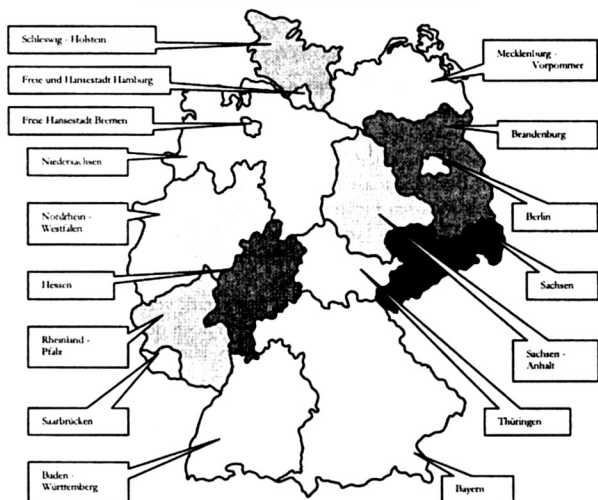 Schleswig - Holstein
Freie und Hansestadt Hamburg
Freie Hansestadt Bremen
Niedersachsen
Nordrhein -
Westfalen
Hessen
Rheinland -
Pfalz
Saarbrücken
Baden -
Württemberg
Mecklenburg -
Vorpommer
Brandenburg
Berlin
Sachsen
Sachsen -
Anhalt
Thüringen
Bayern